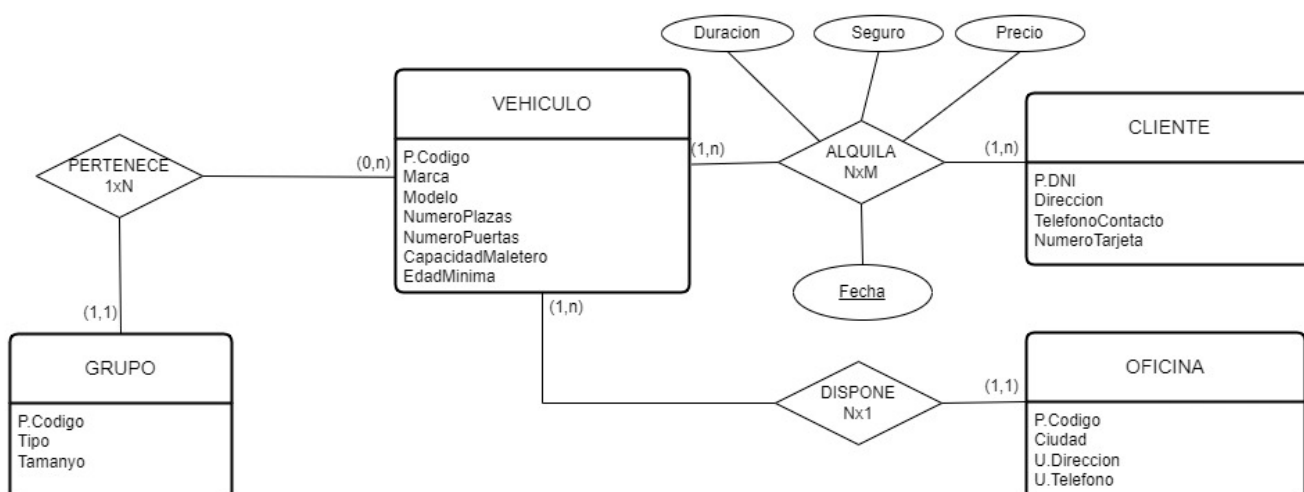 Duracion
Seguro
Precio
VEHICULO
P.Codigo
Marca
Modelo
NumeroPlazas
NumeroPuertas
CapacidadMaletero
EdadMinima
PERTENECE
1xN
(0,n)
(1,1)
(1,n)
ALQUILA
NxM
(1,n)
CLIENTE
P.DNI
Direccion
TelefonoContacto
NumeroTarjeta
Fecha
(1,n)
GRUPO
P.Codigo
Tipo
Tamanyo
DISPONE
Nx1
(1,1)
OFICINA
P.Codigo
Ciudad
U.Direccion
U.Telefono